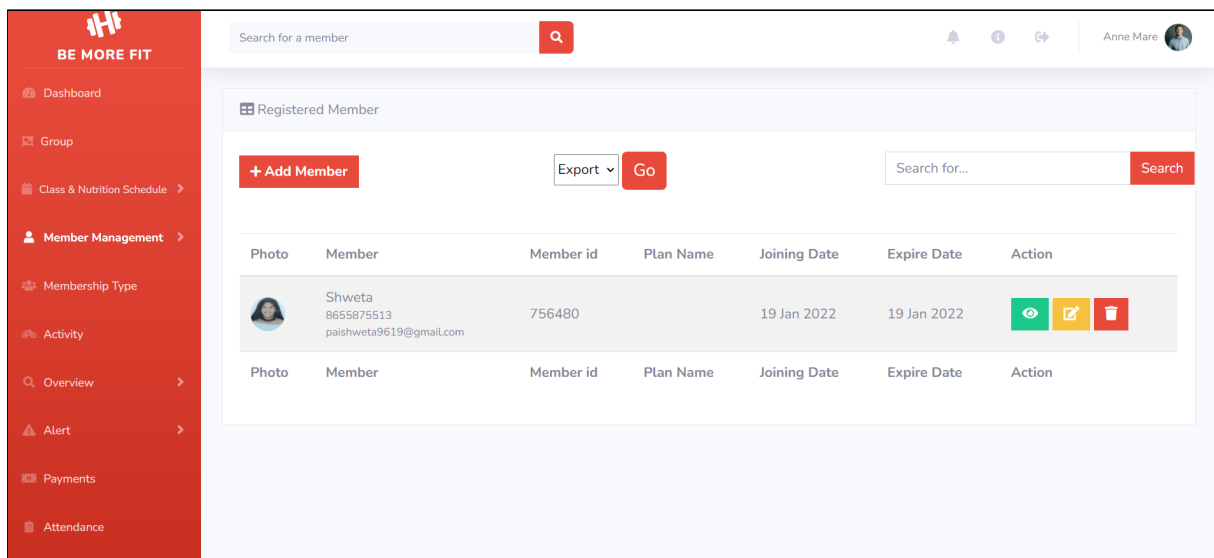 BE MORE FIT
Search for a member
Anne Mare
Dashboard
Group
Class & Nutrition Schedule
Member Management
Membership Type
Activity
Overview
Alert
Payments
Attendance
Registered Member
+ Add Member
Export
Go
Search for...
Search
Photo Member Member id Plan Name Joining Date Expire Date Action
Shweta
8655875513
paishweta9619@gmail.com
756480 19 Jan 2022 19 Jan 2022
Photo Member Member id Plan Name Joining Date Expire Date Action